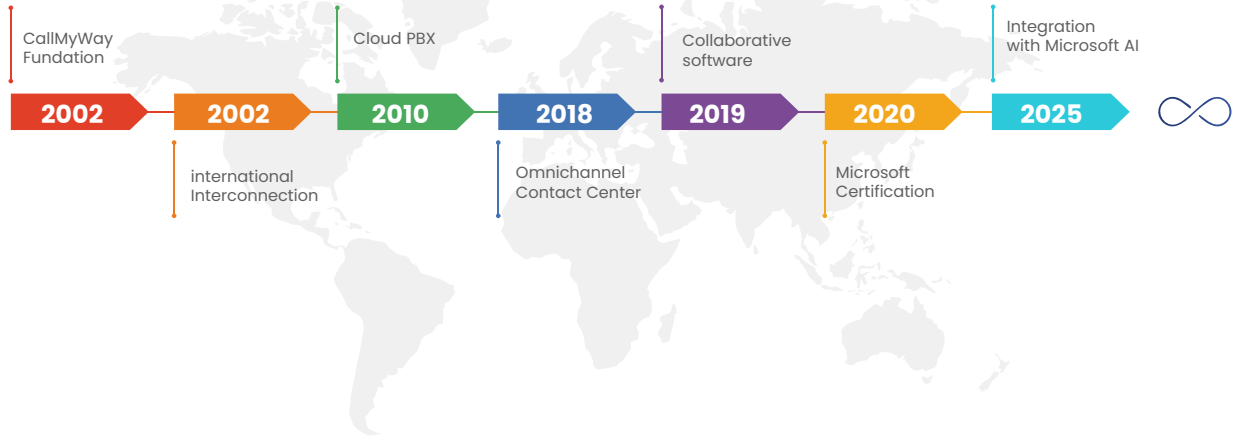 CallMyWay
Fundation
Cloud PBX
Collaborative
software
Integration
with Microsoft AI
2002
2002
2010
2018
2019
2020
2025
international
Interconnection
Omnichannel
Contact Center
Microsoft
Certification